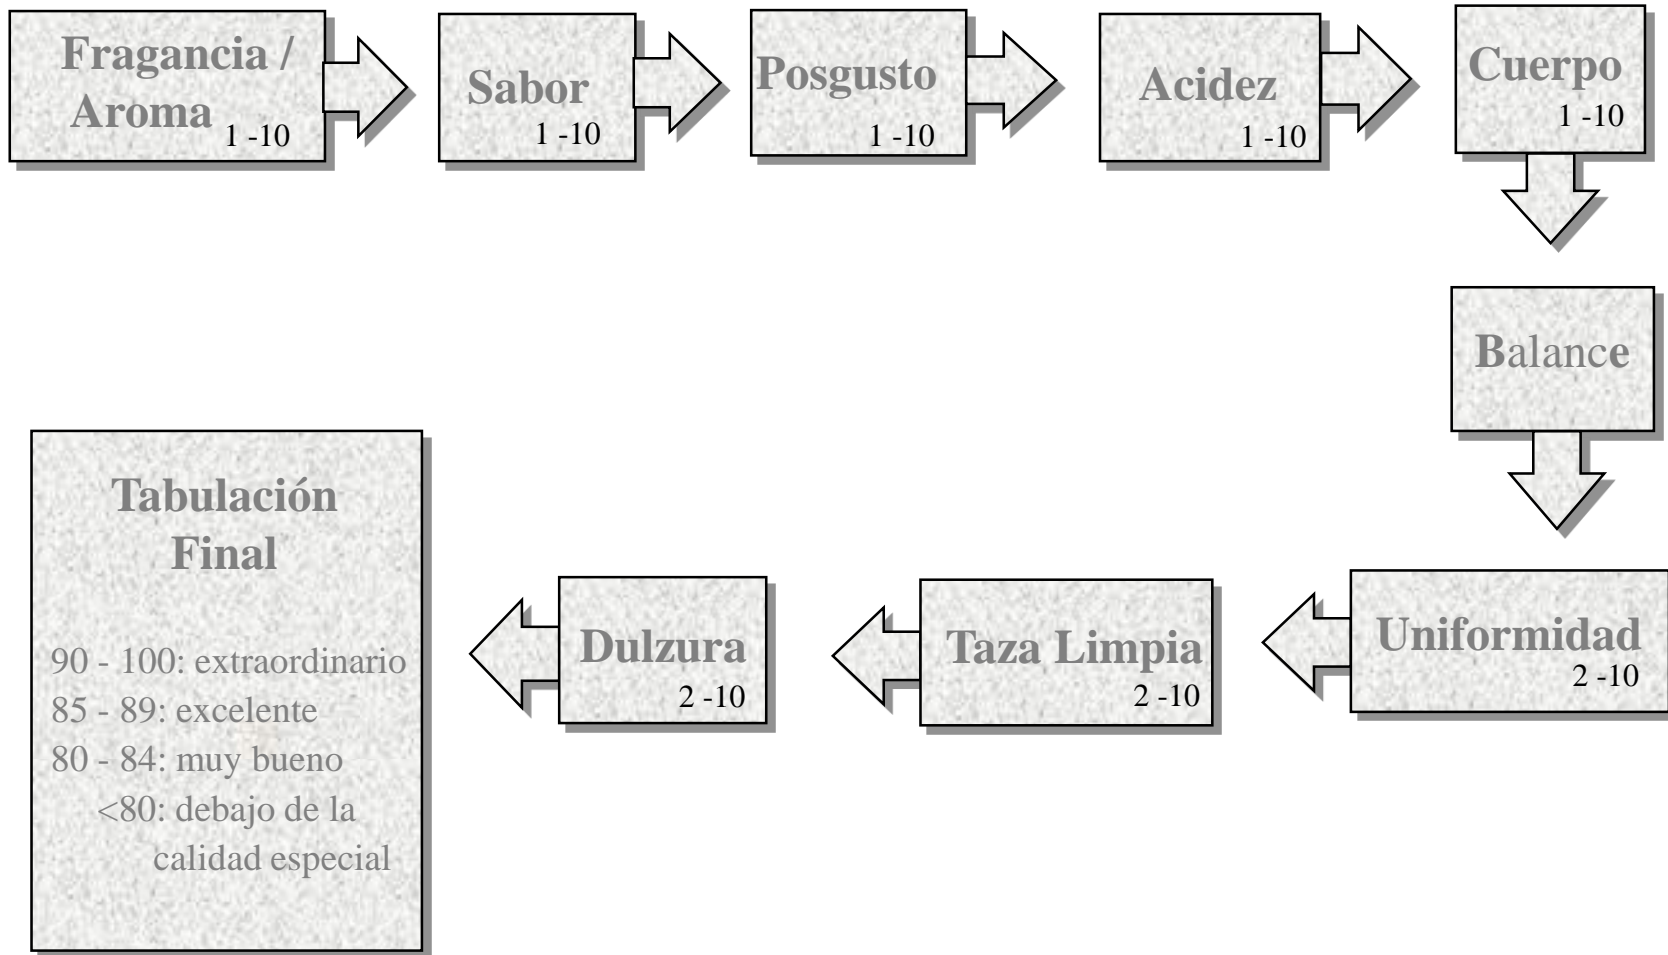 Fragancia /
Aroma
1 -10
Sabor
1 -10
Posgusto
1 -10
Acidez
1 -10
Cuerpo
1 -10
Balance
Uniformidad
2 -10
Taza Limpia
2 -10
Dulzura
2 -10
Tabulación
Final
90 - 100: extraordinario
85 - 89: excelente
80 - 84: muy bueno
<80: debajo de la
calidad especial